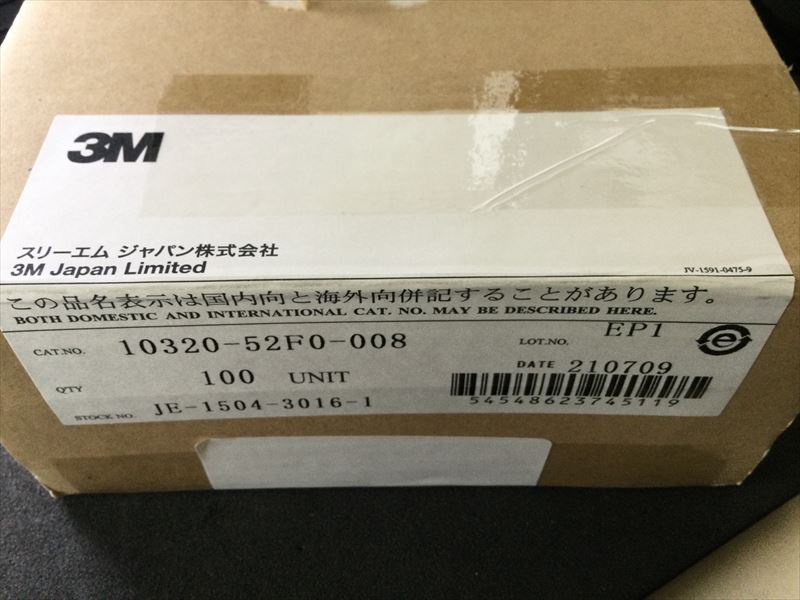 3M
スリーエム ジャパン株式会社
3M Japan Limited
JV-1591-0475-9
この品名表示は国内向と海外向併記することがあります。
BOTH DOMESTIC AND INTERNATIONAL CAT. NO. MAY BE DESCRIBED HERE.
CAT.NO. 10320-52F0-008 LOT.NO. EP1
QTY 100 UNIT DATE 210709
STOCK NO. JE-1504-3016-1
54548623745119
e